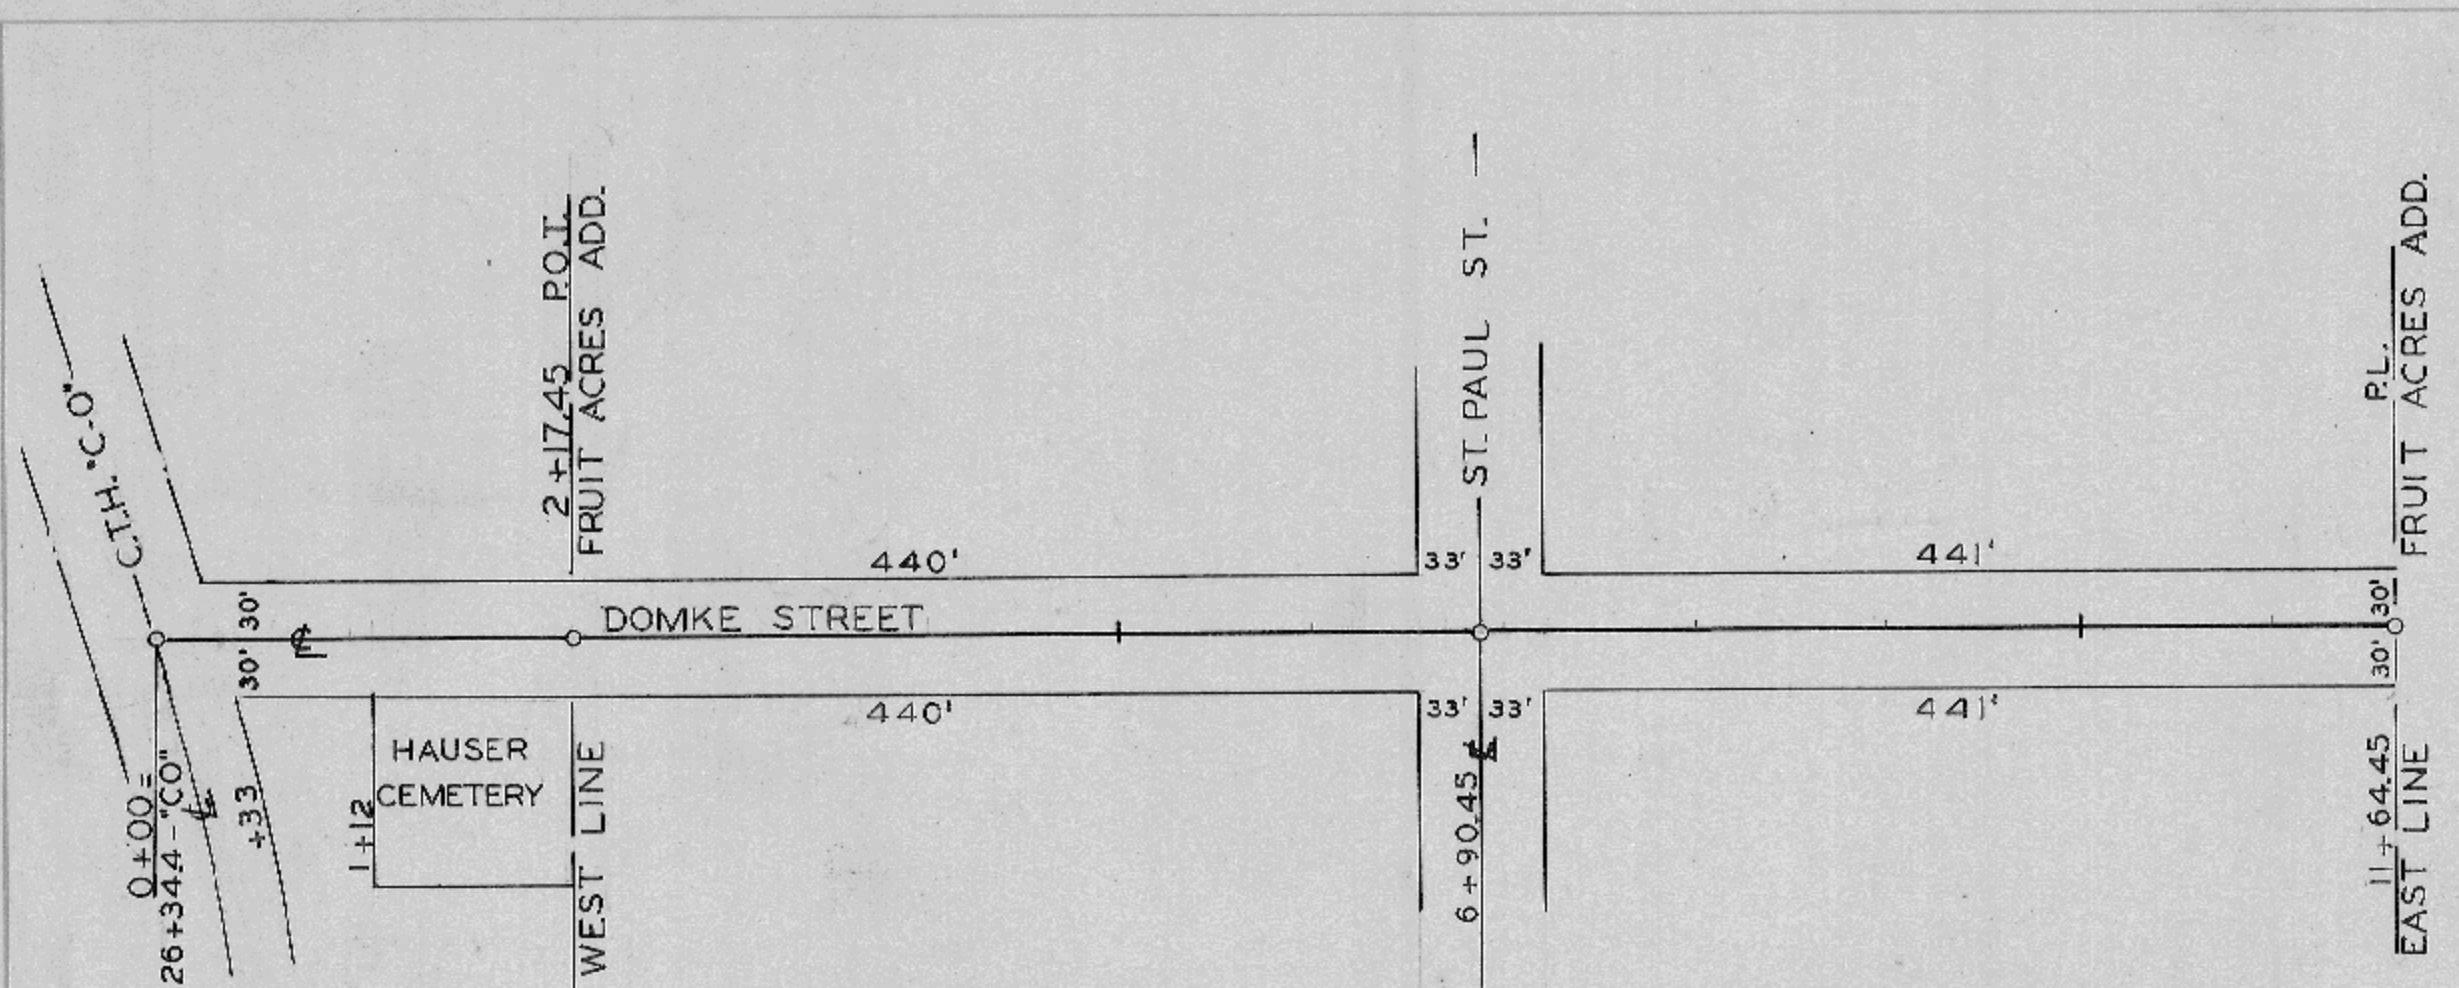 C.T.H. "C-O"
2+17.45 P.O.T.
FRUIT ACRES ADD.
ST. PAUL ST.
P.L.
FRUIT ACRES ADD.
440'
33' 33'
441'
30'
DOMKE STREET
30'
℄
30'
30'
440'
33' 33'
441'
HAUSER
CEMETERY
0+00 =
26+34.4 - "CO"
℄
+33
1+12
WEST LINE
6+90.45
℄
11+64.45
EAST LINE